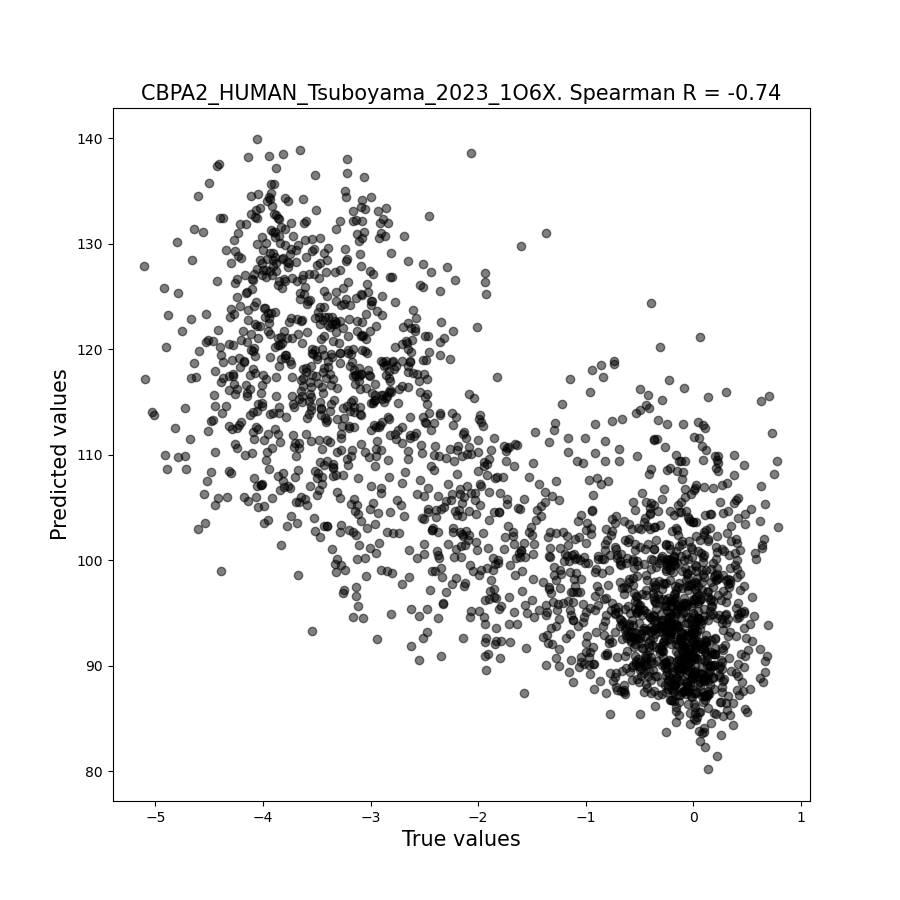 CBPA2_HUMAN_Tsuboyama_2023_1O6X. Spearman R = -0.74
140
130
120
110
100
90
80
Predicted values
−5 −4 −3 −2 −1 0 1
True values